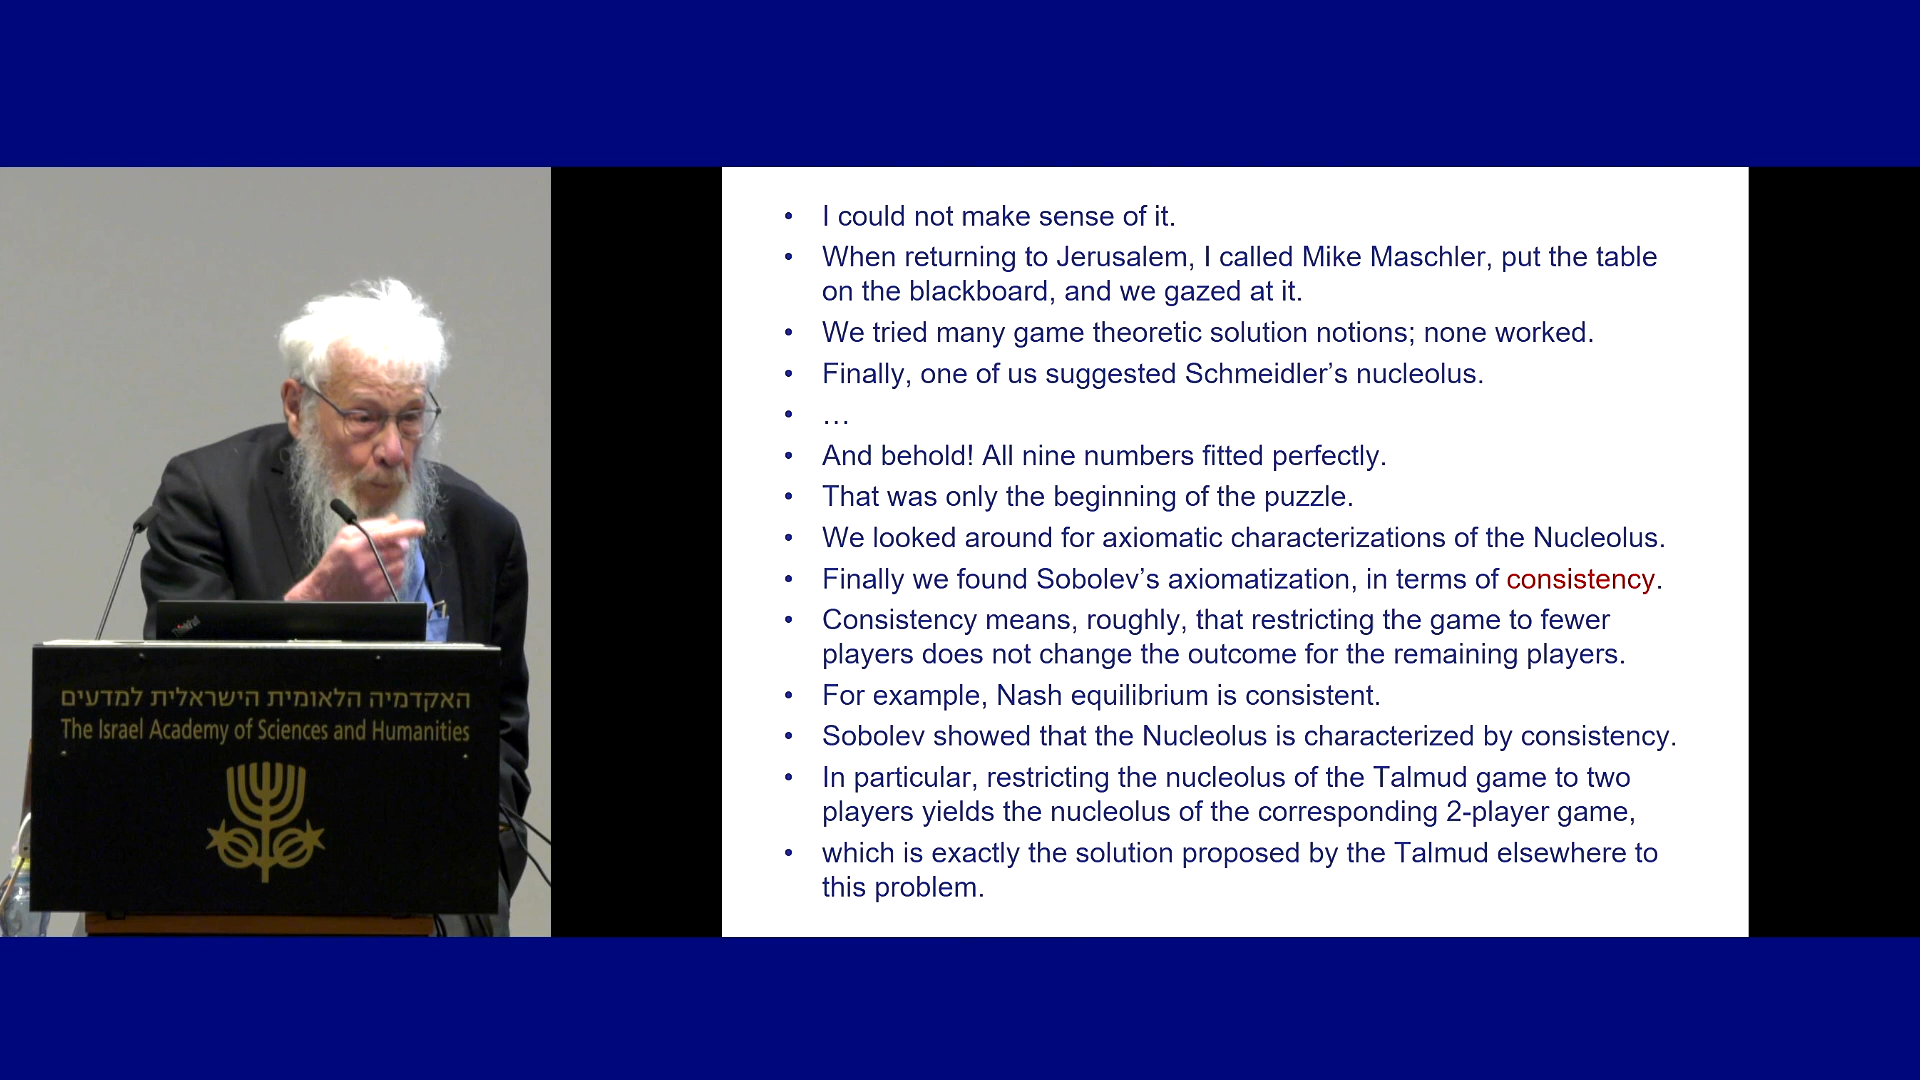 • I could not make sense of it.
• When returning to Jerusalem, I called Mike Maschler, put the table
on the blackboard, and we gazed at it.
• We tried many game theoretic solution notions; none worked.
• Finally, one of us suggested Schmeidler’s nucleolus.
• …
• And behold! All nine numbers fitted perfectly.
• That was only the beginning of the puzzle.
• We looked around for axiomatic characterizations of the Nucleolus.
• Finally we found Sobolev’s axiomatization, in terms of consistency.
• Consistency means, roughly, that restricting the game to fewer
players does not change the outcome for the remaining players.
• For example, Nash equilibrium is consistent.
• Sobolev showed that the Nucleolus is characterized by consistency.
• In particular, restricting the nucleolus of the Talmud game to two
players yields the nucleolus of the corresponding 2-player game,
• which is exactly the solution proposed by the Talmud elsewhere to
this problem.
ThinkPad
האקדמיה הלאומית הישראלית למדעים
The Israel Academy of Sciences and Humanities